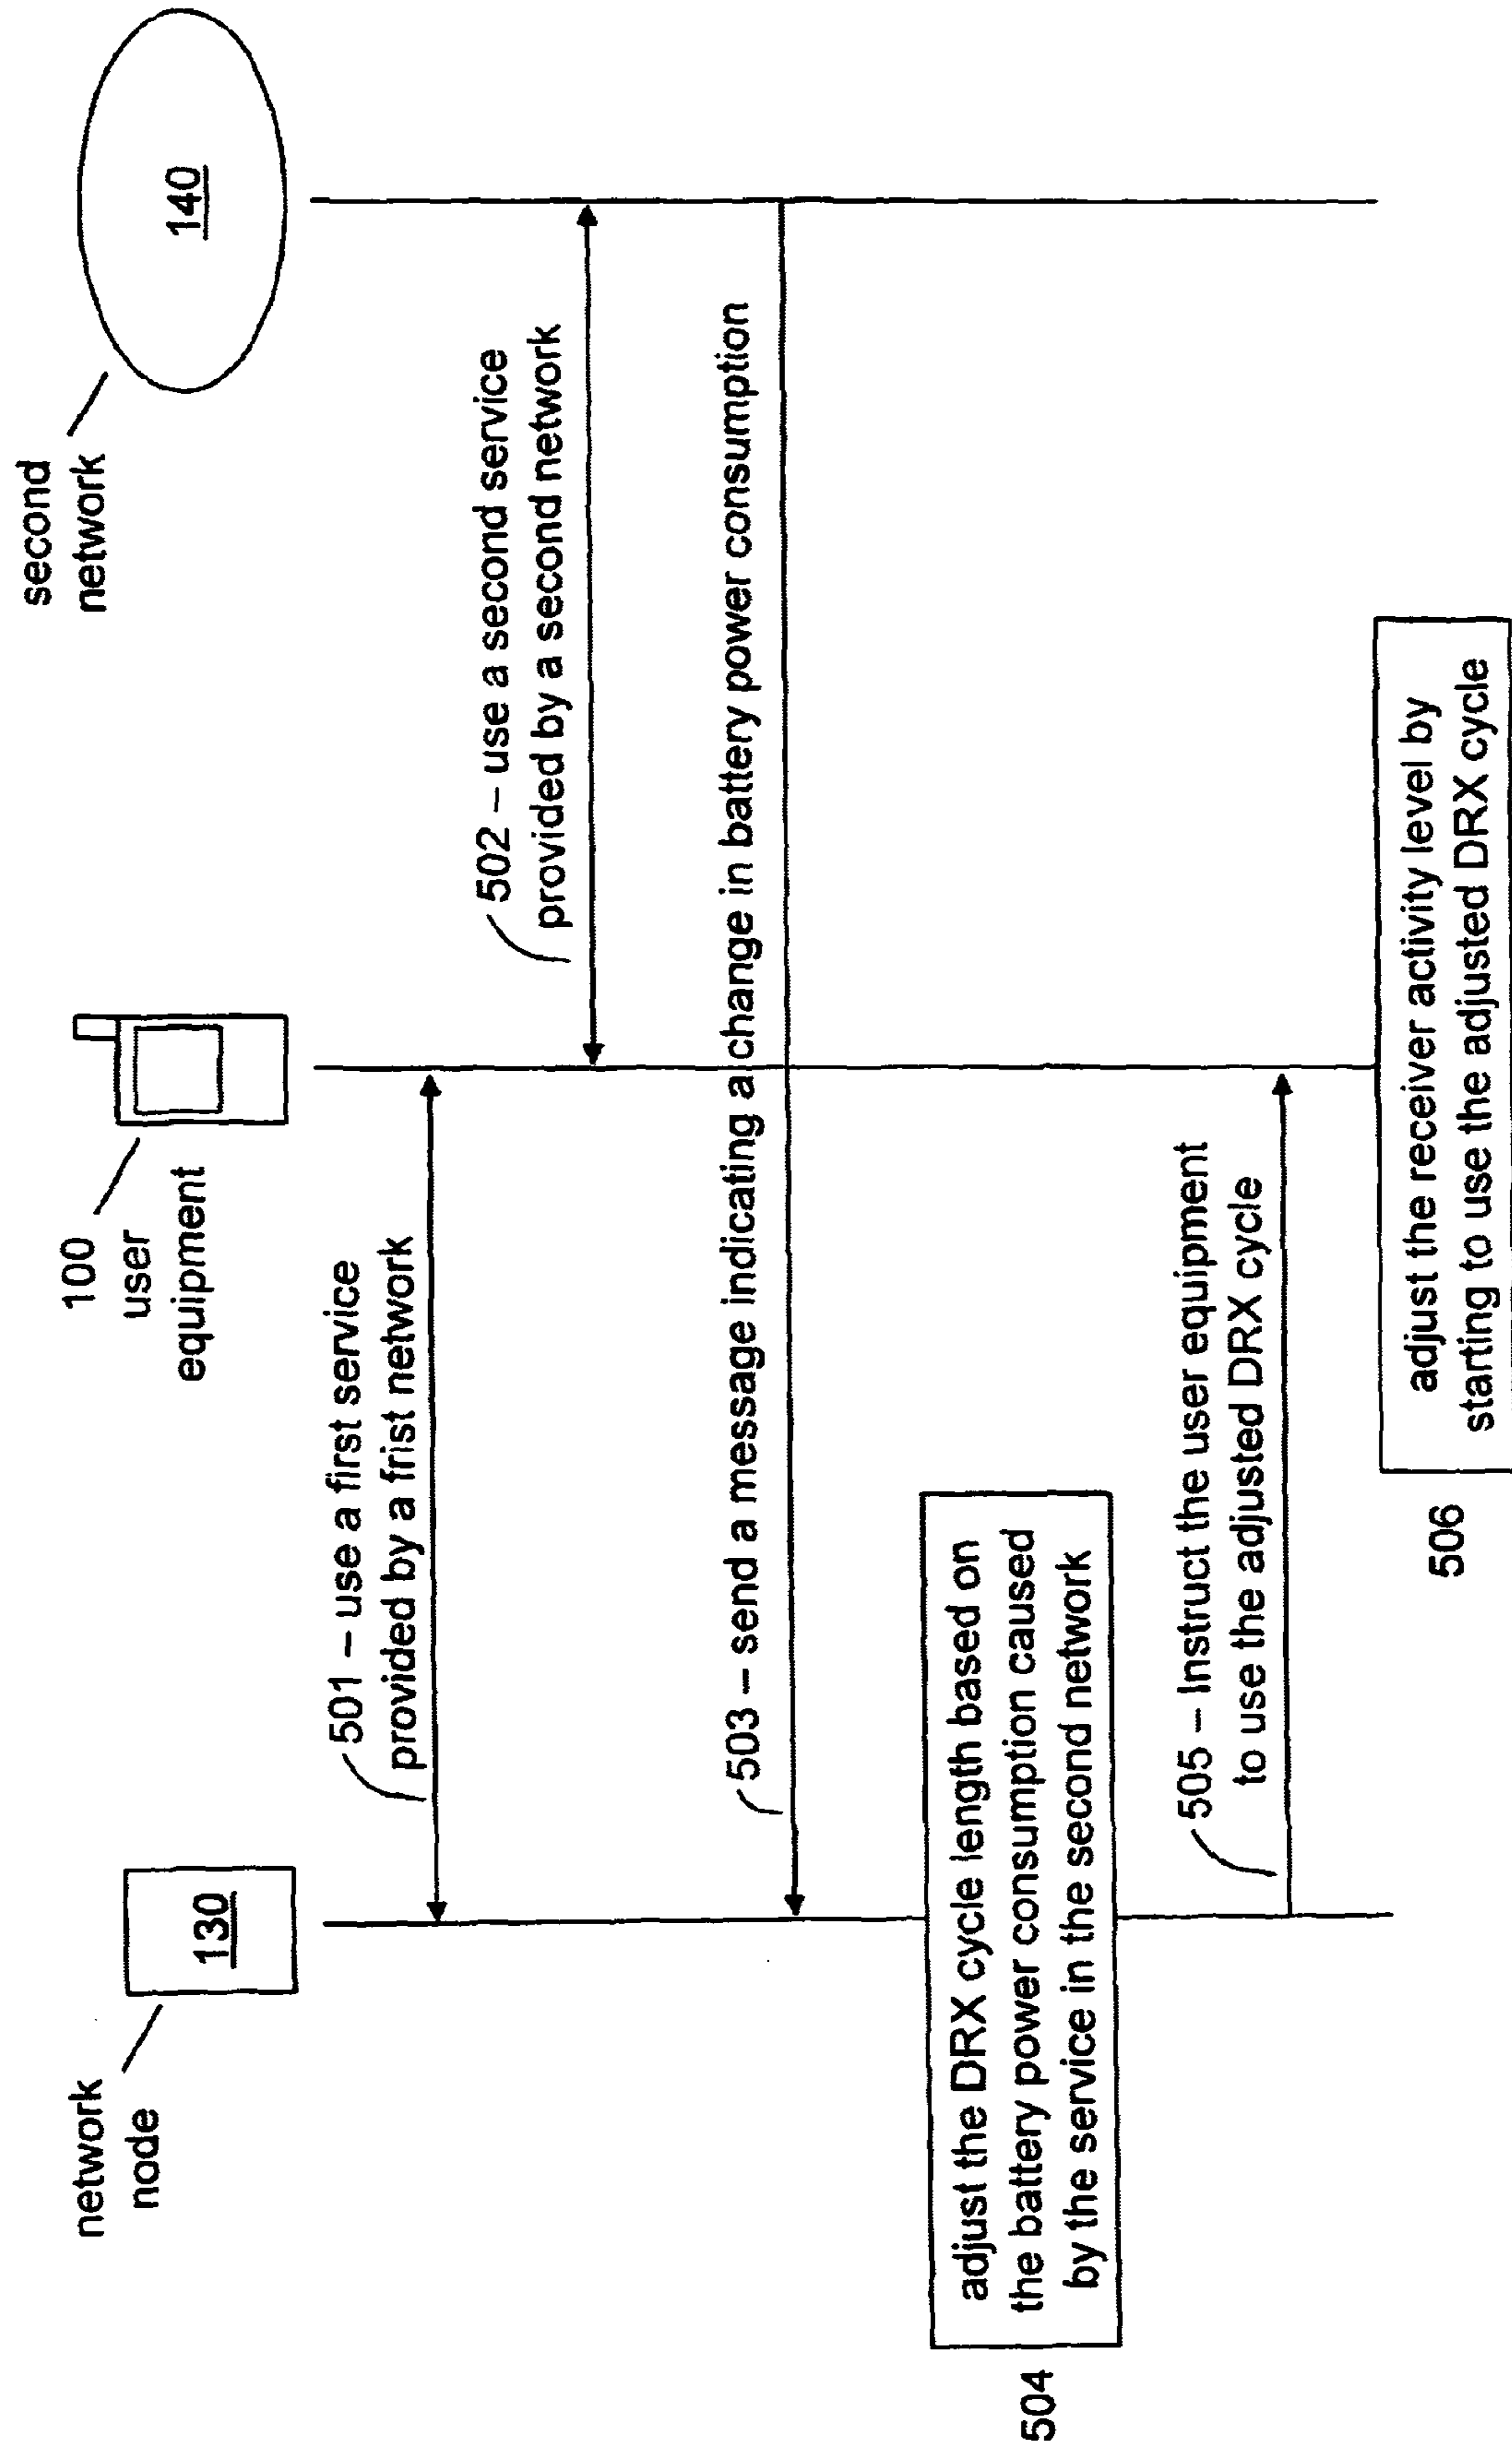 network
node
130
100
user
equipment
second
network
140
501 – use a first service
provided by a frist network
502 – use a second service
provided by a second network
503 – send a message indicating a change in battery power consumption
504
adjust the DRX cycle length based on
the battery power consumption caused
by the service in the second network
505 – Instruct the user equipment
to use the adjusted DRX cycle
506
adjust the receiver activity level by
starting to use the adjusted DRX cycle